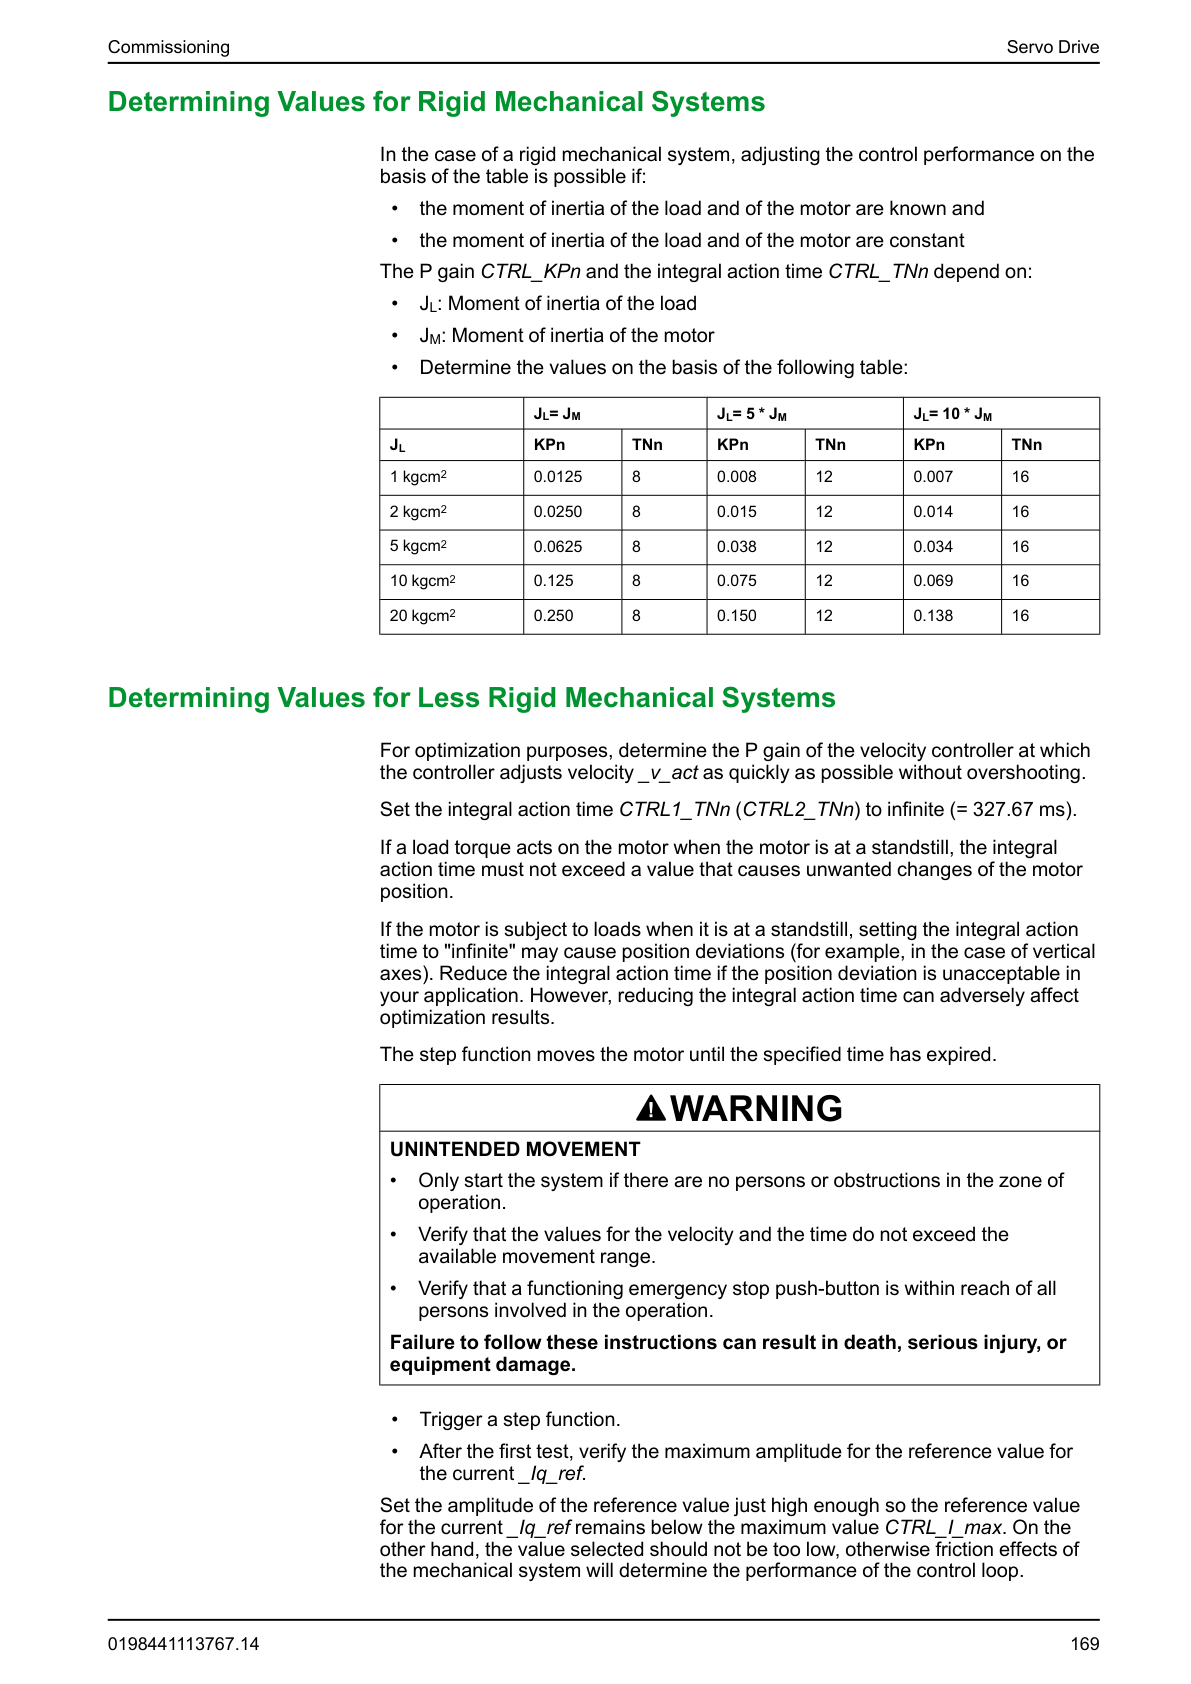 Commissioning Servo Drive
Determining Values for Rigid Mechanical Systems
In the case of a rigid mechanical system, adjusting the control performance on the
basis of the table is possible if:
• the moment of inertia of the load and of the motor are known and
• the moment of inertia of the load and of the motor are constant
The P gain CTRL_KPn and the integral action time CTRL_TNn depend on:
• JL: Moment of inertia of the load
• JM: Moment of inertia of the motor
• Determine the values on the basis of the following table:
JL= JM JL= 5 * JM JL= 10 * JM
JL KPn TNn KPn TNn KPn TNn
1 kgcm2 0.0125 8 0.008 12 0.007 16
2 kgcm2 0.0250 8 0.015 12 0.014 16
5 kgcm2 0.0625 8 0.038 12 0.034 16
10 kgcm2 0.125 8 0.075 12 0.069 16
20 kgcm2 0.250 8 0.150 12 0.138 16
Determining Values for Less Rigid Mechanical Systems
For optimization purposes, determine the P gain of the velocity controller at which
the controller adjusts velocity _v_act as quickly as possible without overshooting.
Set the integral action time CTRL1_TNn (CTRL2_TNn) to infinite (= 327.67 ms).
If a load torque acts on the motor when the motor is at a standstill, the integral
action time must not exceed a value that causes unwanted changes of the motor
position.
If the motor is subject to loads when it is at a standstill, setting the integral action
time to "infinite" may cause position deviations (for example, in the case of vertical
axes). Reduce the integral action time if the position deviation is unacceptable in
your application. However, reducing the integral action time can adversely affect
optimization results.
The step function moves the motor until the specified time has expired.
WARNING
UNINTENDED MOVEMENT
• Only start the system if there are no persons or obstructions in the zone of
operation.
• Verify that the values for the velocity and the time do not exceed the
available movement range.
• Verify that a functioning emergency stop push-button is within reach of all
persons involved in the operation.
Failure to follow these instructions can result in death, serious injury, or
equipment damage.
• Trigger a step function.
• After the first test, verify the maximum amplitude for the reference value for
the current _Iq_ref.
Set the amplitude of the reference value just high enough so the reference value
for the current _Iq_ref remains below the maximum value CTRL_I_max. On the
other hand, the value selected should not be too low, otherwise friction effects of
the mechanical system will determine the performance of the control loop.
0198441113767.14 169